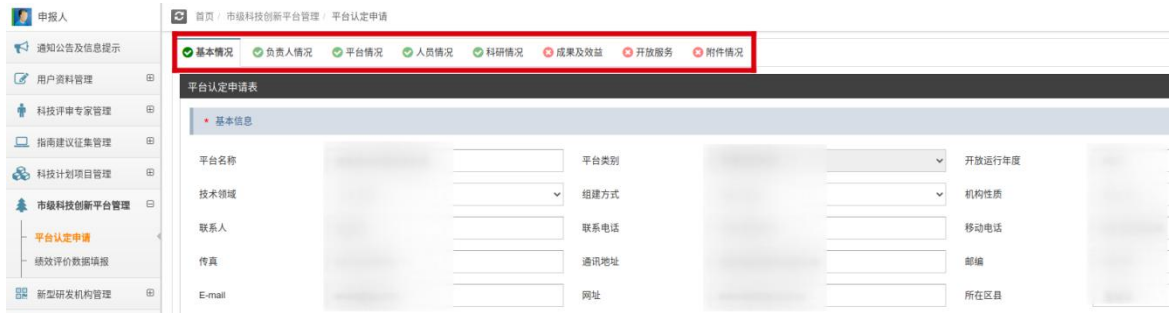 申报人
首页 / 市级科技创新平台管理 / 平台认定申请
通知公告及信息提示
用户资料管理
科技评审专家管理
指南建议征集管理
科技计划项目管理
市级科技创新平台管理
平台认定申请
绩效评价数据填报
新型研发机构管理
基本情况 负责人情况 平台情况 人员情况 科研情况 成果及效益 开放服务 附件情况
平台认定申请表
* 基本信息
平台名称 平台类别 开放运行年度
技术领域 组建方式 机构性质
联系人 联系电话 移动电话
传真 通讯地址 邮编
E-mail 网址 所在区县